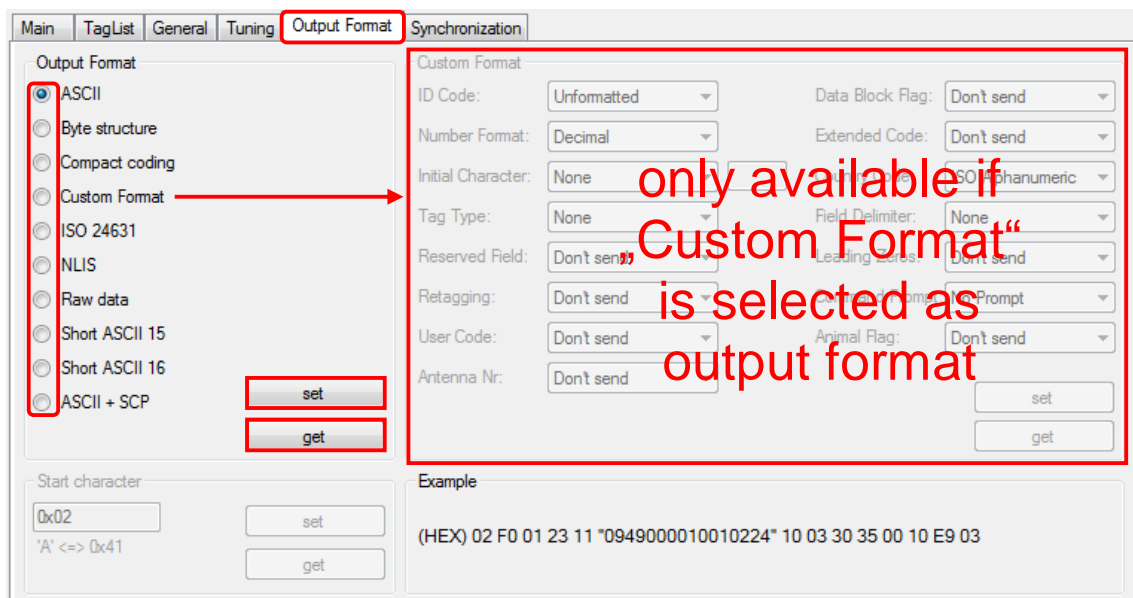 Main TagList General Tuning Output Format Synchronization
Output Format
ASCII
Byte structure
Compact coding
Custom Format
ISO 24631
NLIS
Raw data
Short ASCII 15
Short ASCII 16
ASCII + SCP
set
get
Custom Format
ID Code: Unformatted
Number Format: Decimal
Initial Character: None
Tag Type: None
Reserved Field: Don't send
Retagging: Don't send
User Code: Don't send
Antenna Nr: Don't send
Data Block Flag: Don't send
Extended Code: Don't send
ISO Alphanumeric
Field Delimiter: None
Leading Zeros: Don't send
Command Prompt No Prompt
Animal Flag: Don't send
set
get
only available if
„Custom Format“
is selected as
output format
Start character
0x02
'A' <=> 0x41
set
get
Example
(HEX) 02 F0 01 23 11 "0949000010010224" 10 03 30 35 00 10 E9 03